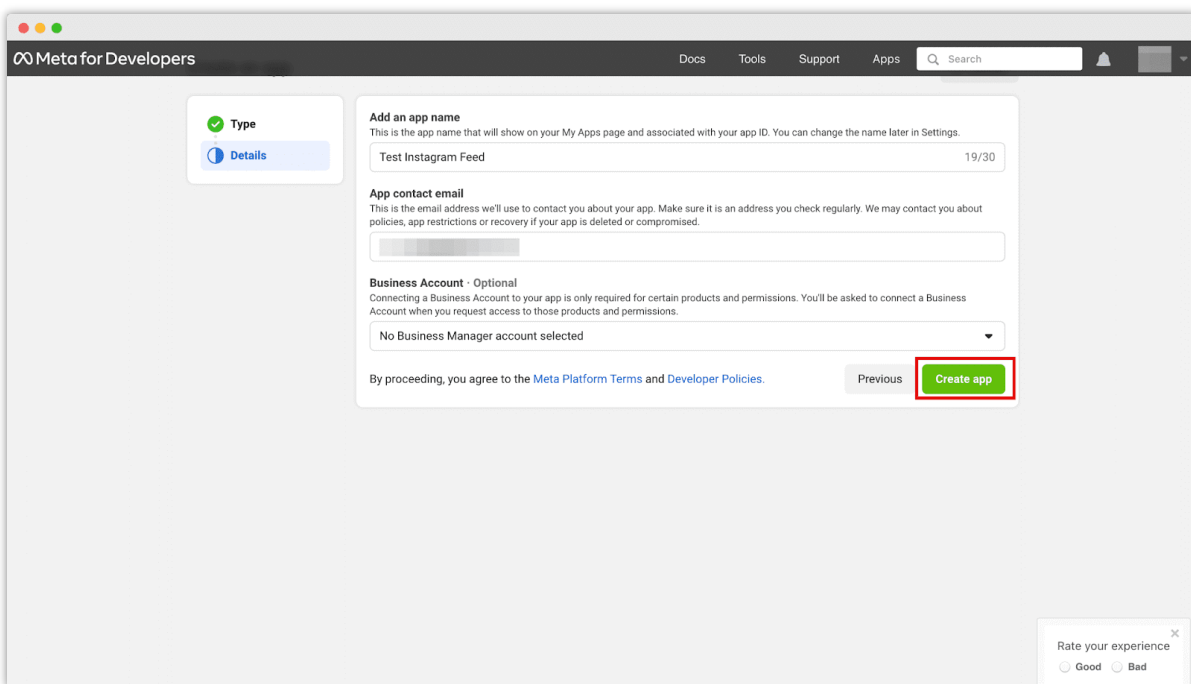 Meta for Developers
Docs
Tools
Support
Apps
Search
Type
Details
Add an app name
This is the app name that will show on your My Apps page and associated with your app ID. You can change the name later in Settings.
Test Instagram Feed
19/30
App contact email
This is the email address we'll use to contact you about your app. Make sure it is an address you check regularly. We may contact you about
policies, app restrictions or recovery if your app is deleted or compromised.
Business Account · Optional
Connecting a Business Account to your app is only required for certain products and permissions. You'll be asked to connect a Business
Account when you request access to those products and permissions.
No Business Manager account selected
By proceeding, you agree to the Meta Platform Terms and Developer Policies.
Previous
Create app
Rate your experience
Good
Bad